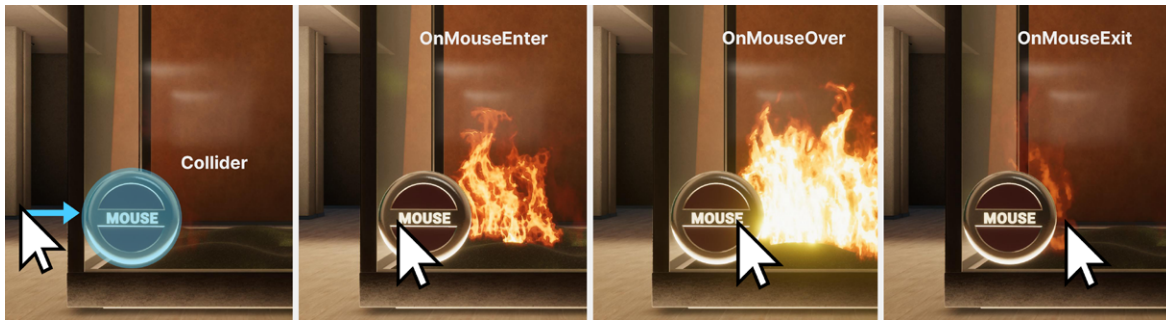 Collider
MOUSE
OnMouseEnter
MOUSE
OnMouseOver
MOUSE
OnMouseExit
MOUSE